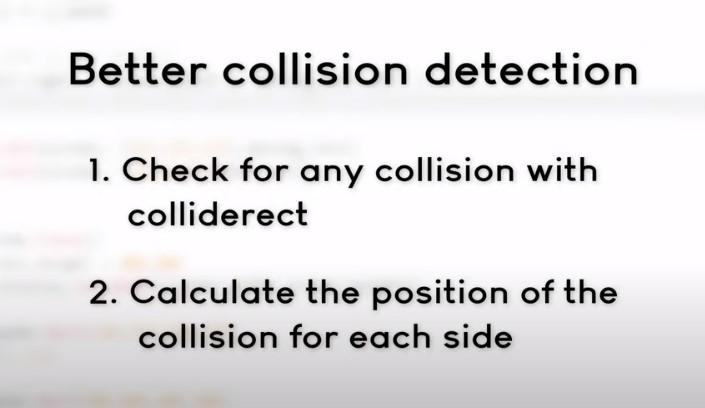 Better collision detection
1. Check for any collision with
colliderect
2. Calculate the position of the
collision for each side